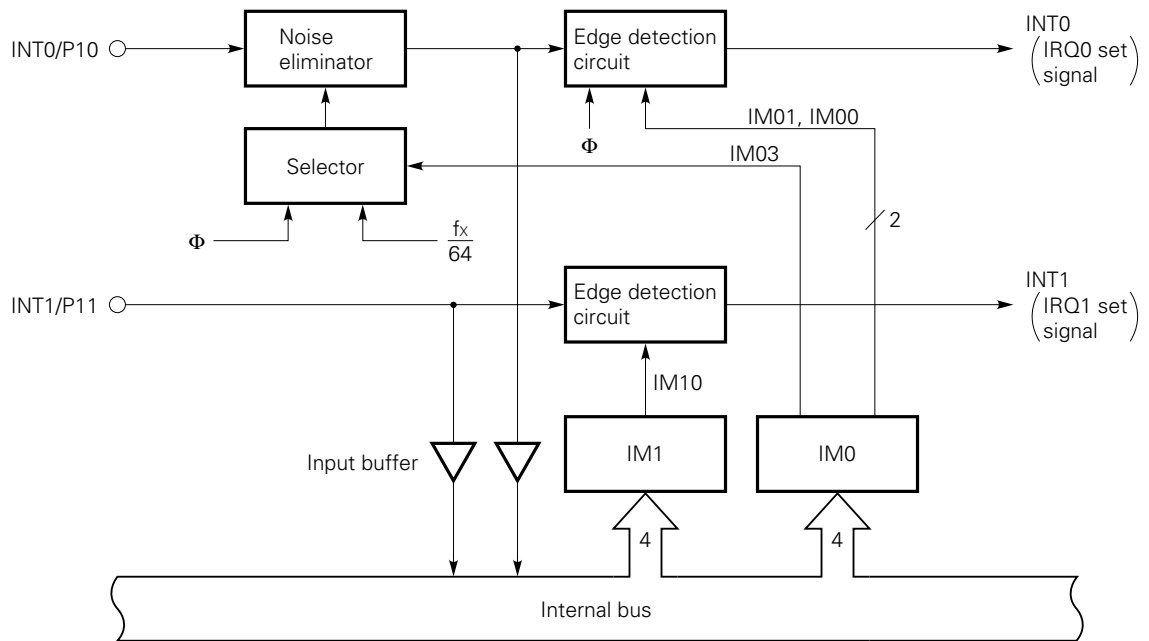 INT0/P10
Noise
eliminator
Edge detection
circuit
INT0
(IRQ0 set
signal)
Φ
IM01, IM00
Selector
IM03
2
Φ
fx
64
INT1/P11
Edge detection
circuit
INT1
(IRQ1 set
signal)
IM10
Input buffer
IM1
IM0
4
4
Internal bus